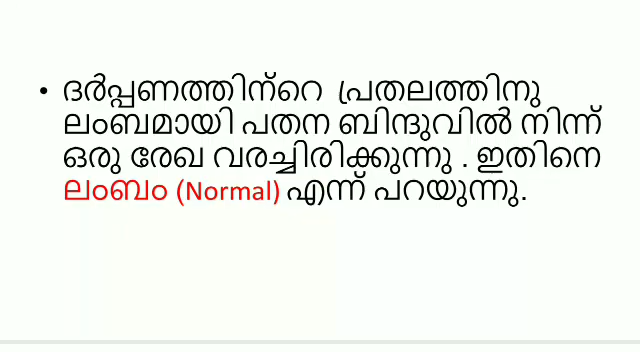 • ദർപ്പണത്തിന്റെ പ്രതലത്തിനു
ലംബമായി പതന ബിന്ദുവിൽ നിന്ന്
ഒരു രേഖ വരച്ചിരിക്കുന്നു . ഇതിനെ
ലംബം (Normal) എന്ന് പറയുന്നു.